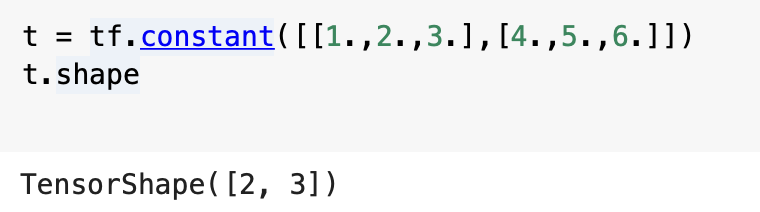 t = tf.constant([[1.,2.,3.],[4.,5.,6.]])
t.shape
TensorShape([2, 3])